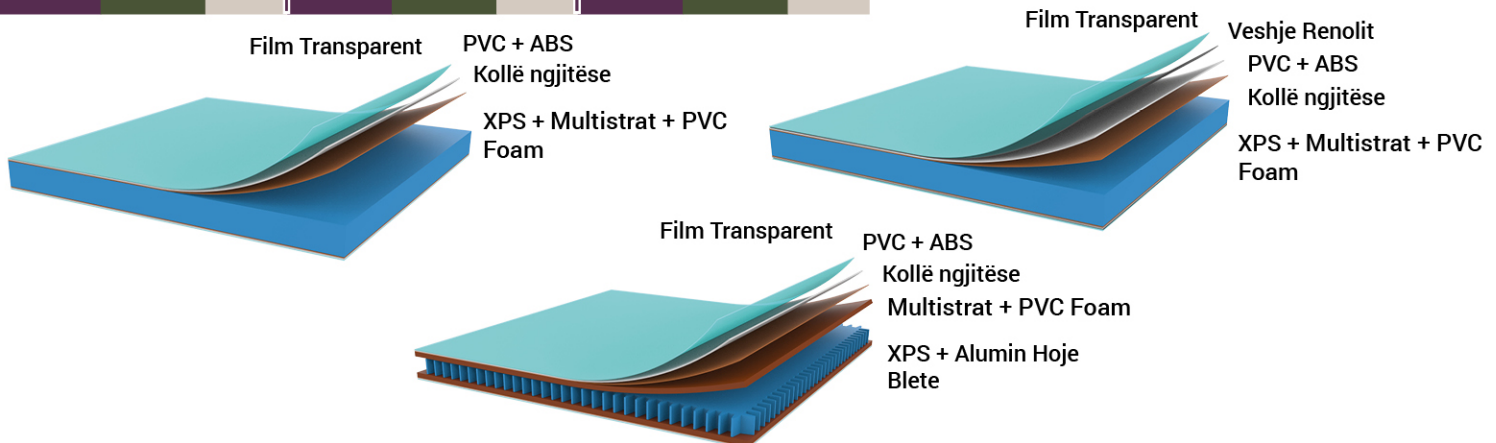 Film Transparent
PVC + ABS
Kollë ngjitëse
XPS + Multistrat + PVC
Foam
Film Transparent
Veshje Renolit
PVC + ABS
Kollë ngjitëse
XPS + Multistrat + PVC
Foam
Film Transparent
PVC + ABS
Kollë ngjitëse
Multistrat + PVC Foam
XPS + Alumin Hoje
Blete